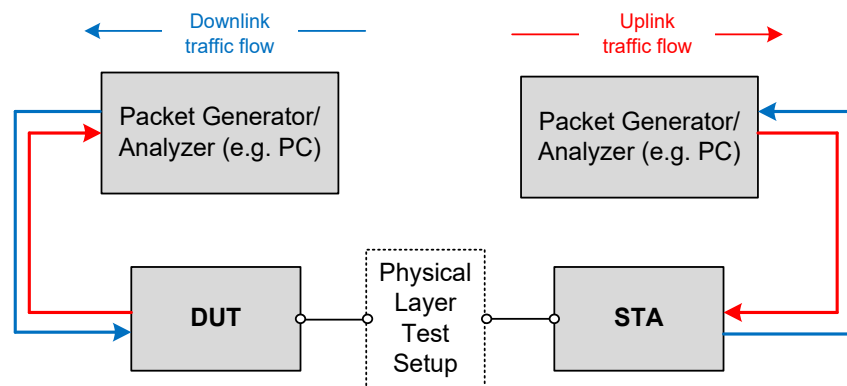 Downlink
traffic flow
Uplink
traffic flow
Packet Generator/
Analyzer (e.g. PC)
Packet Generator/
Analyzer (e.g. PC)
DUT
Physical
Layer
Test
Setup
STA